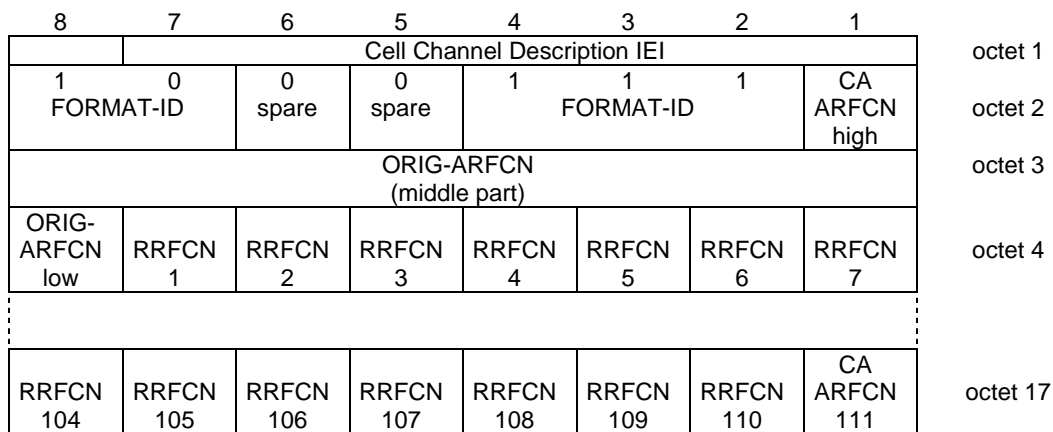 8 7 6 5 4 3 2 1
Cell Channel Description IEI octet 1
1 0 0 0 1 1 1 CA
FORMAT-ID spare spare FORMAT-ID ARFCN octet 2
high
ORIG-ARFCN octet 3
(middle part)
ORIG-
ARFCN RRFCN RRFCN RRFCN RRFCN RRFCN RRFCN RRFCN octet 4
low 1 2 3 4 5 6 7
CA
RRFCN RRFCN RRFCN RRFCN RRFCN RRFCN RRFCN ARFCN octet 17
104 105 106 107 108 109 110 111